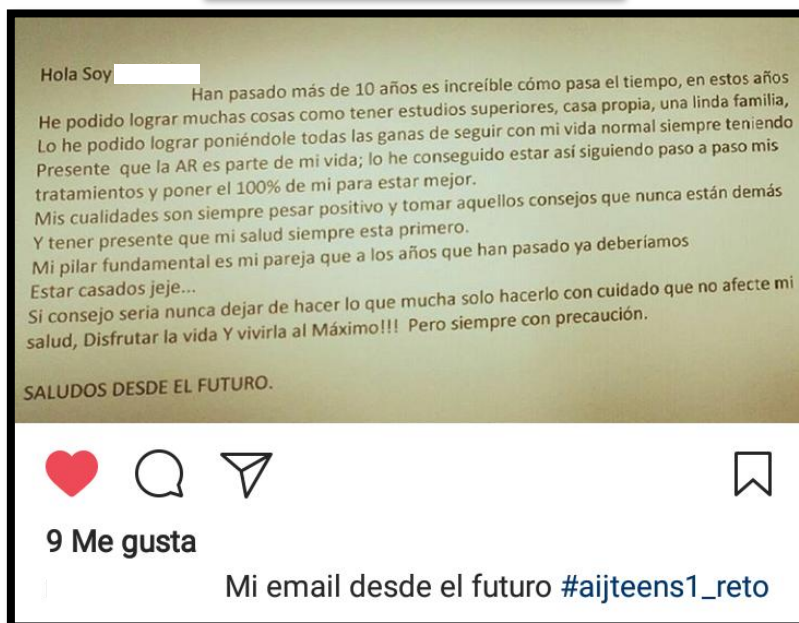 Hola Soy
Han pasado más de 10 años es increíble cómo pasa el tiempo, en estos años
He podido lograr muchas cosas como tener estudios superiores, casa propia, una linda familia,
Lo he podido lograr poniéndole todas las ganas de seguir con mi vida normal siempre teniendo
Presente que la AR es parte de mi vida; lo he conseguido estar así siguiendo paso a paso mis
tratamientos y poner el 100% de mi para estar mejor.
Mis cualidades son siempre pesar positivo y tomar aquellos consejos que nunca están demás
Y tener presente que mi salud siempre esta primero.
Mi pilar fundamental es mi pareja que a los años que han pasado ya deberíamos
Estar casados jeje...
Si consejo seria nunca dejar de hacer lo que mucha solo hacerlo con cuidado que no afecte mi
salud, Disfrutar la vida Y vivirla al Máximo!!! Pero siempre con precaución.
SALUDOS DESDE EL FUTURO.
9 Me gusta
Mi email desde el futuro #aijteens1_reto